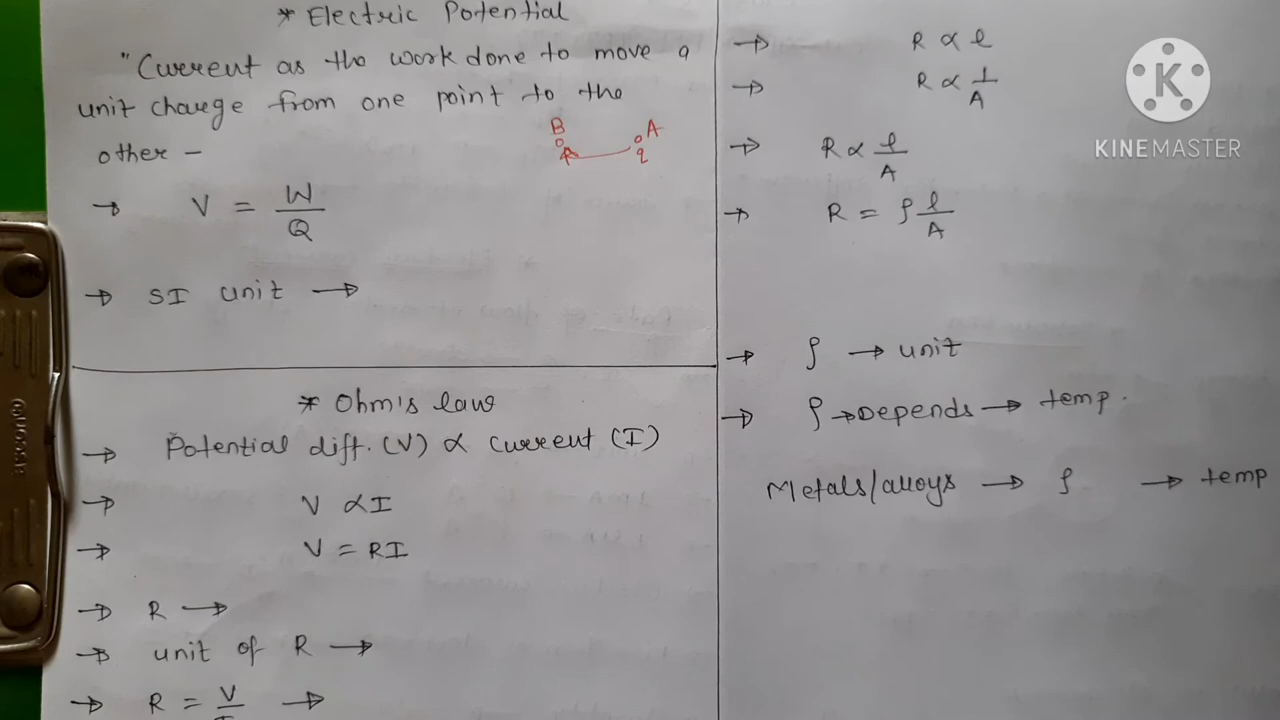 * Electric Potential
"Current as the work done to move a
unit charge from one point to the
other —
B
A
q
→ V = W/Q
→ SI unit →
* Ohm's law
→ Potential diff. (V) ∝ current (I)
→ V ∝ I
→ V = RI
→ R →
→ unit of R →
→ R = V/I →
→ R ∝ l
→ R ∝ 1/A
→ R ∝ l/A
→ R = ρ l/A
→ ρ → unit
→ ρ → Depends → temp.
Metals/alloys → ρ → temp
K
KINEMASTER